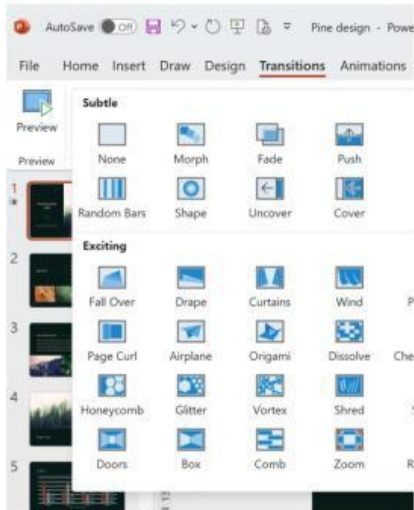 AutoSave Off Pine design - Powe
File Home Insert Draw Design Transitions Animations
Preview
Preview
Subtle
None Morph Fade Push
Random Bars Shape Uncover Cover
Exciting
Fall Over Drape Curtains Wind P
Page Curl Airplane Origami Dissolve Che
Honeycomb Glitter Vortex Shred S
Doors Box Comb Zoom R
1
2
3
4
5
13